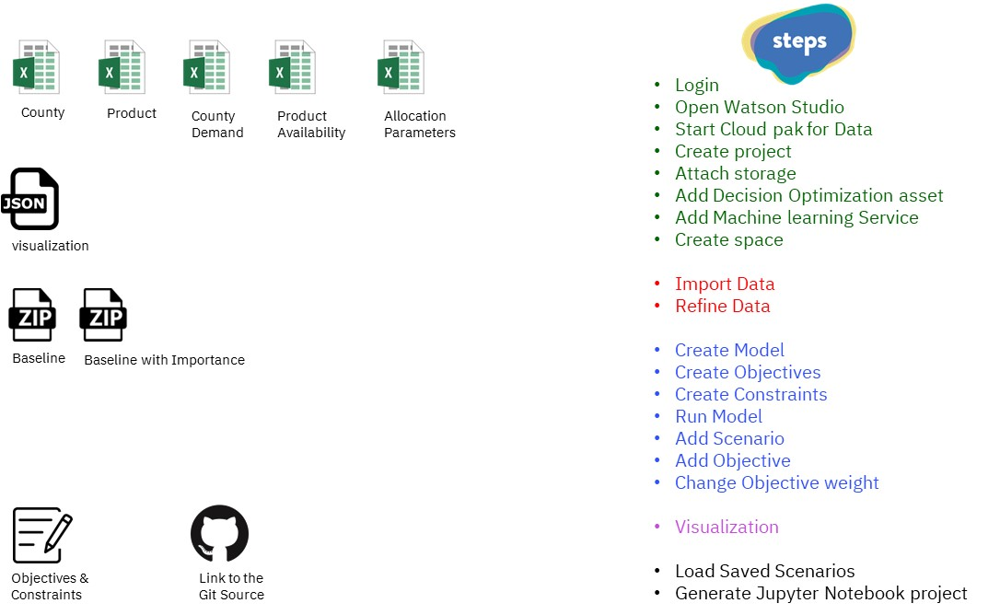 X
X
X
X
X
County
Product
County
Demand
Product
Availability
Allocation
Parameters
JSON
visualization
ZIP
ZIP
Baseline
Baseline with Importance
Objectives &
Constraints
Link to the
Git Source
steps
• Login
• Open Watson Studio
• Start Cloud pak for Data
• Create project
• Attach storage
• Add Decision Optimization asset
• Add Machine learning Service
• Create space
• Import Data
• Refine Data
• Create Model
• Create Objectives
• Create Constraints
• Run Model
• Add Scenario
• Add Objective
• Change Objective weight
• Visualization
• Load Saved Scenarios
• Generate Jupyter Notebook project